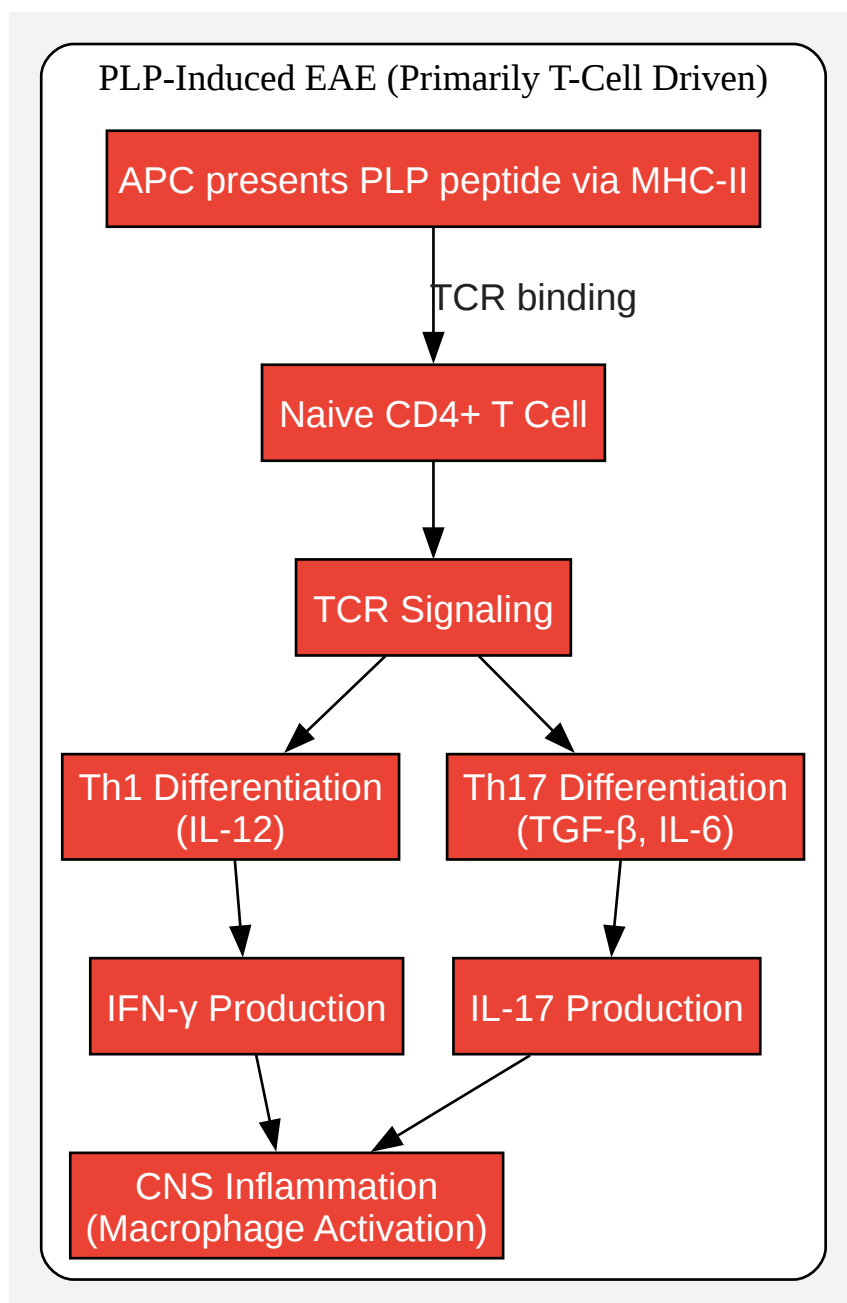 PLP-Induced EAE (Primarily T-Cell Driven)
APC presents PLP peptide via MHC-II
TCR binding
Naive CD4+ T Cell
TCR Signaling
Th1 Differentiation
(IL-12)
Th17 Differentiation
(TGF-β, IL-6)
IFN-γ Production
IL-17 Production
CNS Inflammation
(Macrophage Activation)